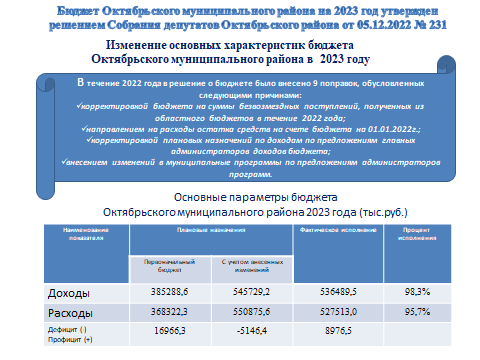 Бюджет Октябрьского муниципального района на 2023 год утвержден
решением Собрания депутатов Октябрьского района от 05.12.2022 № 231
Изменение основных характеристик бюджета
Октябрьского муниципального района в 2023 году
В течение 2022 года в решение о бюджете было внесено 9 поправок, обусловленных
следующими причинами:
✓корректировкой бюджета на суммы безвозмездных поступлений, полученных из
областного бюджетов в течение 2022 года;
✓направлением на расходы остатка средств на счете бюджета на 01.01.2022г.;
✓корректировкой плановых назначений по доходам по предложениям главных
администраторов доходов бюджета;
✓внесением изменений в муниципальные программы по предложениям администраторов
программ.
Основные параметры бюджета
Октябрьского муниципального района 2023 года (тыс.руб.)
Наименование показателя Плановые назначения Фактическое исполнение Процент исполнения
Первоначальный бюджет С учетом внесенных изменений
Доходы 385288,6 545729,2 536489,5 98,3%
Расходы 368322,3 550875,6 527513,0 95,7%
Дефицит (-) 16966,3 -5146,4 8976,5
Профицит (+)